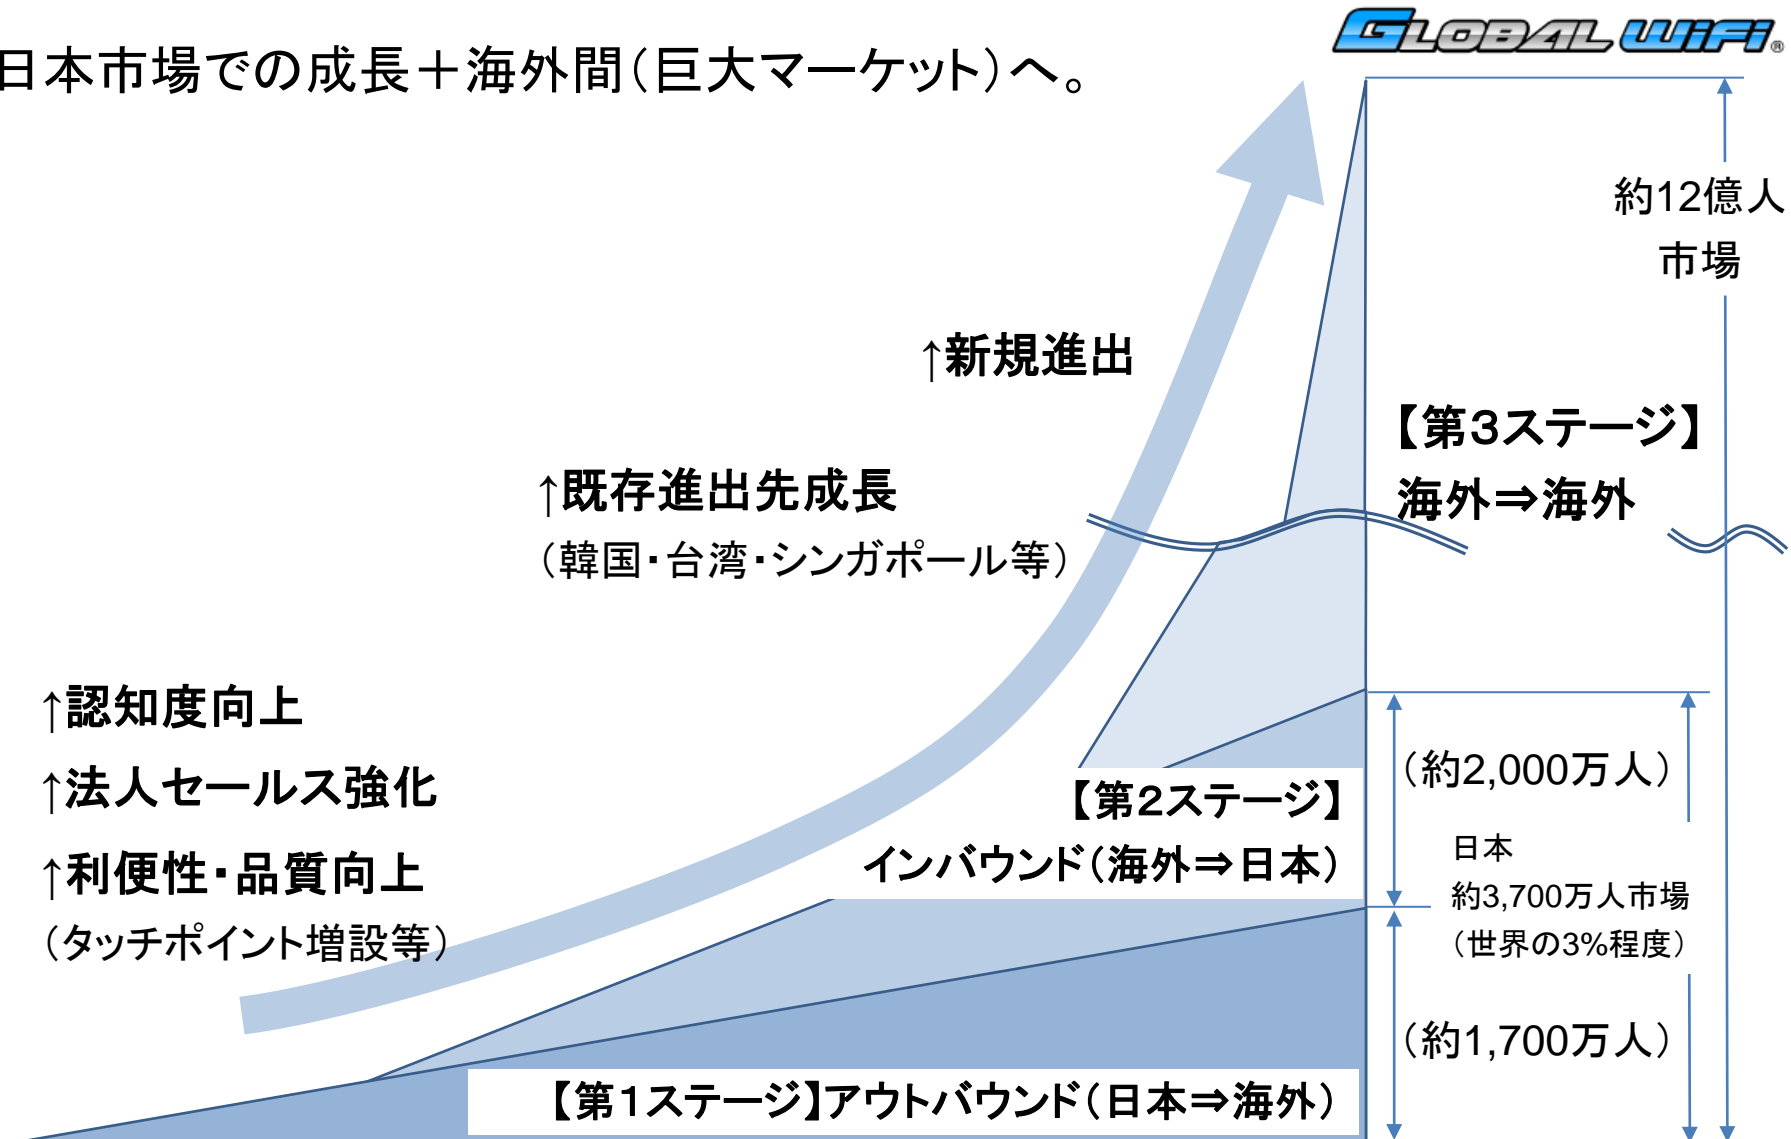 GLOBAL WiFi®
日本市場での成長＋海外間（巨大マーケット）へ。
約12億人
市場
↑新規進出
【第３ステージ】
海外⇒海外
↑既存進出先成長
（韓国・台湾・シンガポール等）
↑認知度向上
↑法人セールス強化
↑利便性・品質向上
（タッチポイント増設等）
【第２ステージ】
インバウンド（海外⇒日本）
（約2,000万人）
日本
約3,700万人市場
（世界の3%程度）
（約1,700万人）
【第１ステージ】アウトバウンド（日本⇒海外）